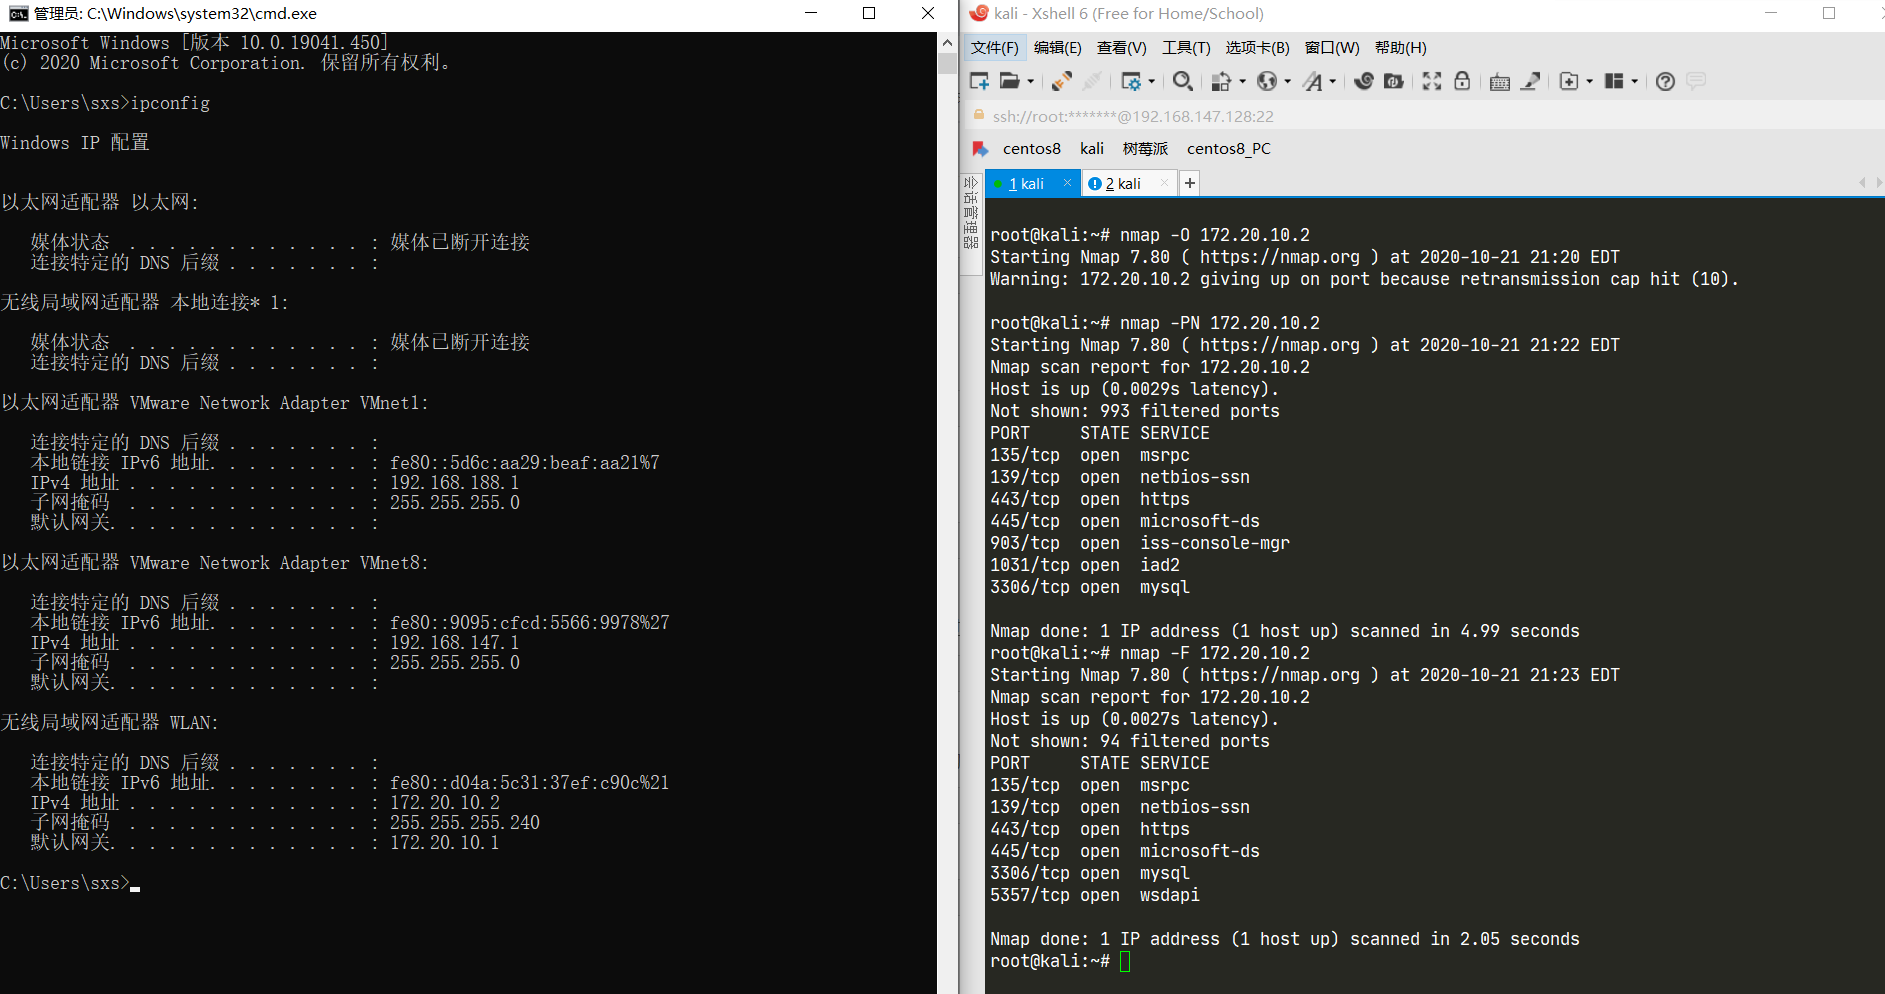 管理员: C:\Windows\system32\cmd.exe
Microsoft Windows [版本 10.0.19041.450]
(c) 2020 Microsoft Corporation. 保留所有权利。
C:\Users\sxs>ipconfig
Windows IP 配置
以太网适配器 以太网:
媒体状态 . . . . . . . . . . . . : 媒体已断开连接
连接特定的 DNS 后缀 . . . . . . . :
无线局域网适配器 本地连接* 1:
媒体状态 . . . . . . . . . . . . : 媒体已断开连接
连接特定的 DNS 后缀 . . . . . . . :
以太网适配器 VMware Network Adapter VMnet1:
连接特定的 DNS 后缀 . . . . . . . :
本地链接 IPv6 地址. . . . . . . . : fe80::5d6c:aa29:beaf:aa21%7
IPv4 地址 . . . . . . . . . . . . : 192.168.188.1
子网掩码 . . . . . . . . . . . . : 255.255.255.0
默认网关. . . . . . . . . . . . . :
以太网适配器 VMware Network Adapter VMnet8:
连接特定的 DNS 后缀 . . . . . . . :
本地链接 IPv6 地址. . . . . . . . : fe80::9095:cfcd:5566:9978%27
IPv4 地址 . . . . . . . . . . . . : 192.168.147.1
子网掩码 . . . . . . . . . . . . : 255.255.255.0
默认网关. . . . . . . . . . . . . :
无线局域网适配器 WLAN:
连接特定的 DNS 后缀 . . . . . . . :
本地链接 IPv6 地址. . . . . . . . : fe80::d04a:5c31:37ef:c90c%21
IPv4 地址 . . . . . . . . . . . . : 172.20.10.2
子网掩码 . . . . . . . . . . . . : 255.255.255.240
默认网关. . . . . . . . . . . . . : 172.20.10.1
C:\Users\sxs>
kali - Xshell 6 (Free for Home/School)
文件(F) 编辑(E) 查看(V) 工具(T) 选项卡(B) 窗口(W) 帮助(H)
ssh://root:*******@192.168.147.128:22
centos8 kali 树莓派 centos8_PC
会话管理器
1 kali × 2 kali × +
root@kali:~# nmap -O 172.20.10.2
Starting Nmap 7.80 ( https://nmap.org ) at 2020-10-21 21:20 EDT
Warning: 172.20.10.2 giving up on port because retransmission cap hit (10).
root@kali:~# nmap -PN 172.20.10.2
Starting Nmap 7.80 ( https://nmap.org ) at 2020-10-21 21:22 EDT
Nmap scan report for 172.20.10.2
Host is up (0.0029s latency).
Not shown: 993 filtered ports
PORT STATE SERVICE
135/tcp open msrpc
139/tcp open netbios-ssn
443/tcp open https
445/tcp open microsoft-ds
903/tcp open iss-console-mgr
1031/tcp open iad2
3306/tcp open mysql
Nmap done: 1 IP address (1 host up) scanned in 4.99 seconds
root@kali:~# nmap -F 172.20.10.2
Starting Nmap 7.80 ( https://nmap.org ) at 2020-10-21 21:23 EDT
Nmap scan report for 172.20.10.2
Host is up (0.0027s latency).
Not shown: 94 filtered ports
PORT STATE SERVICE
135/tcp open msrpc
139/tcp open netbios-ssn
443/tcp open https
445/tcp open microsoft-ds
3306/tcp open mysql
5357/tcp open wsdapi
Nmap done: 1 IP address (1 host up) scanned in 2.05 seconds
root@kali:~#